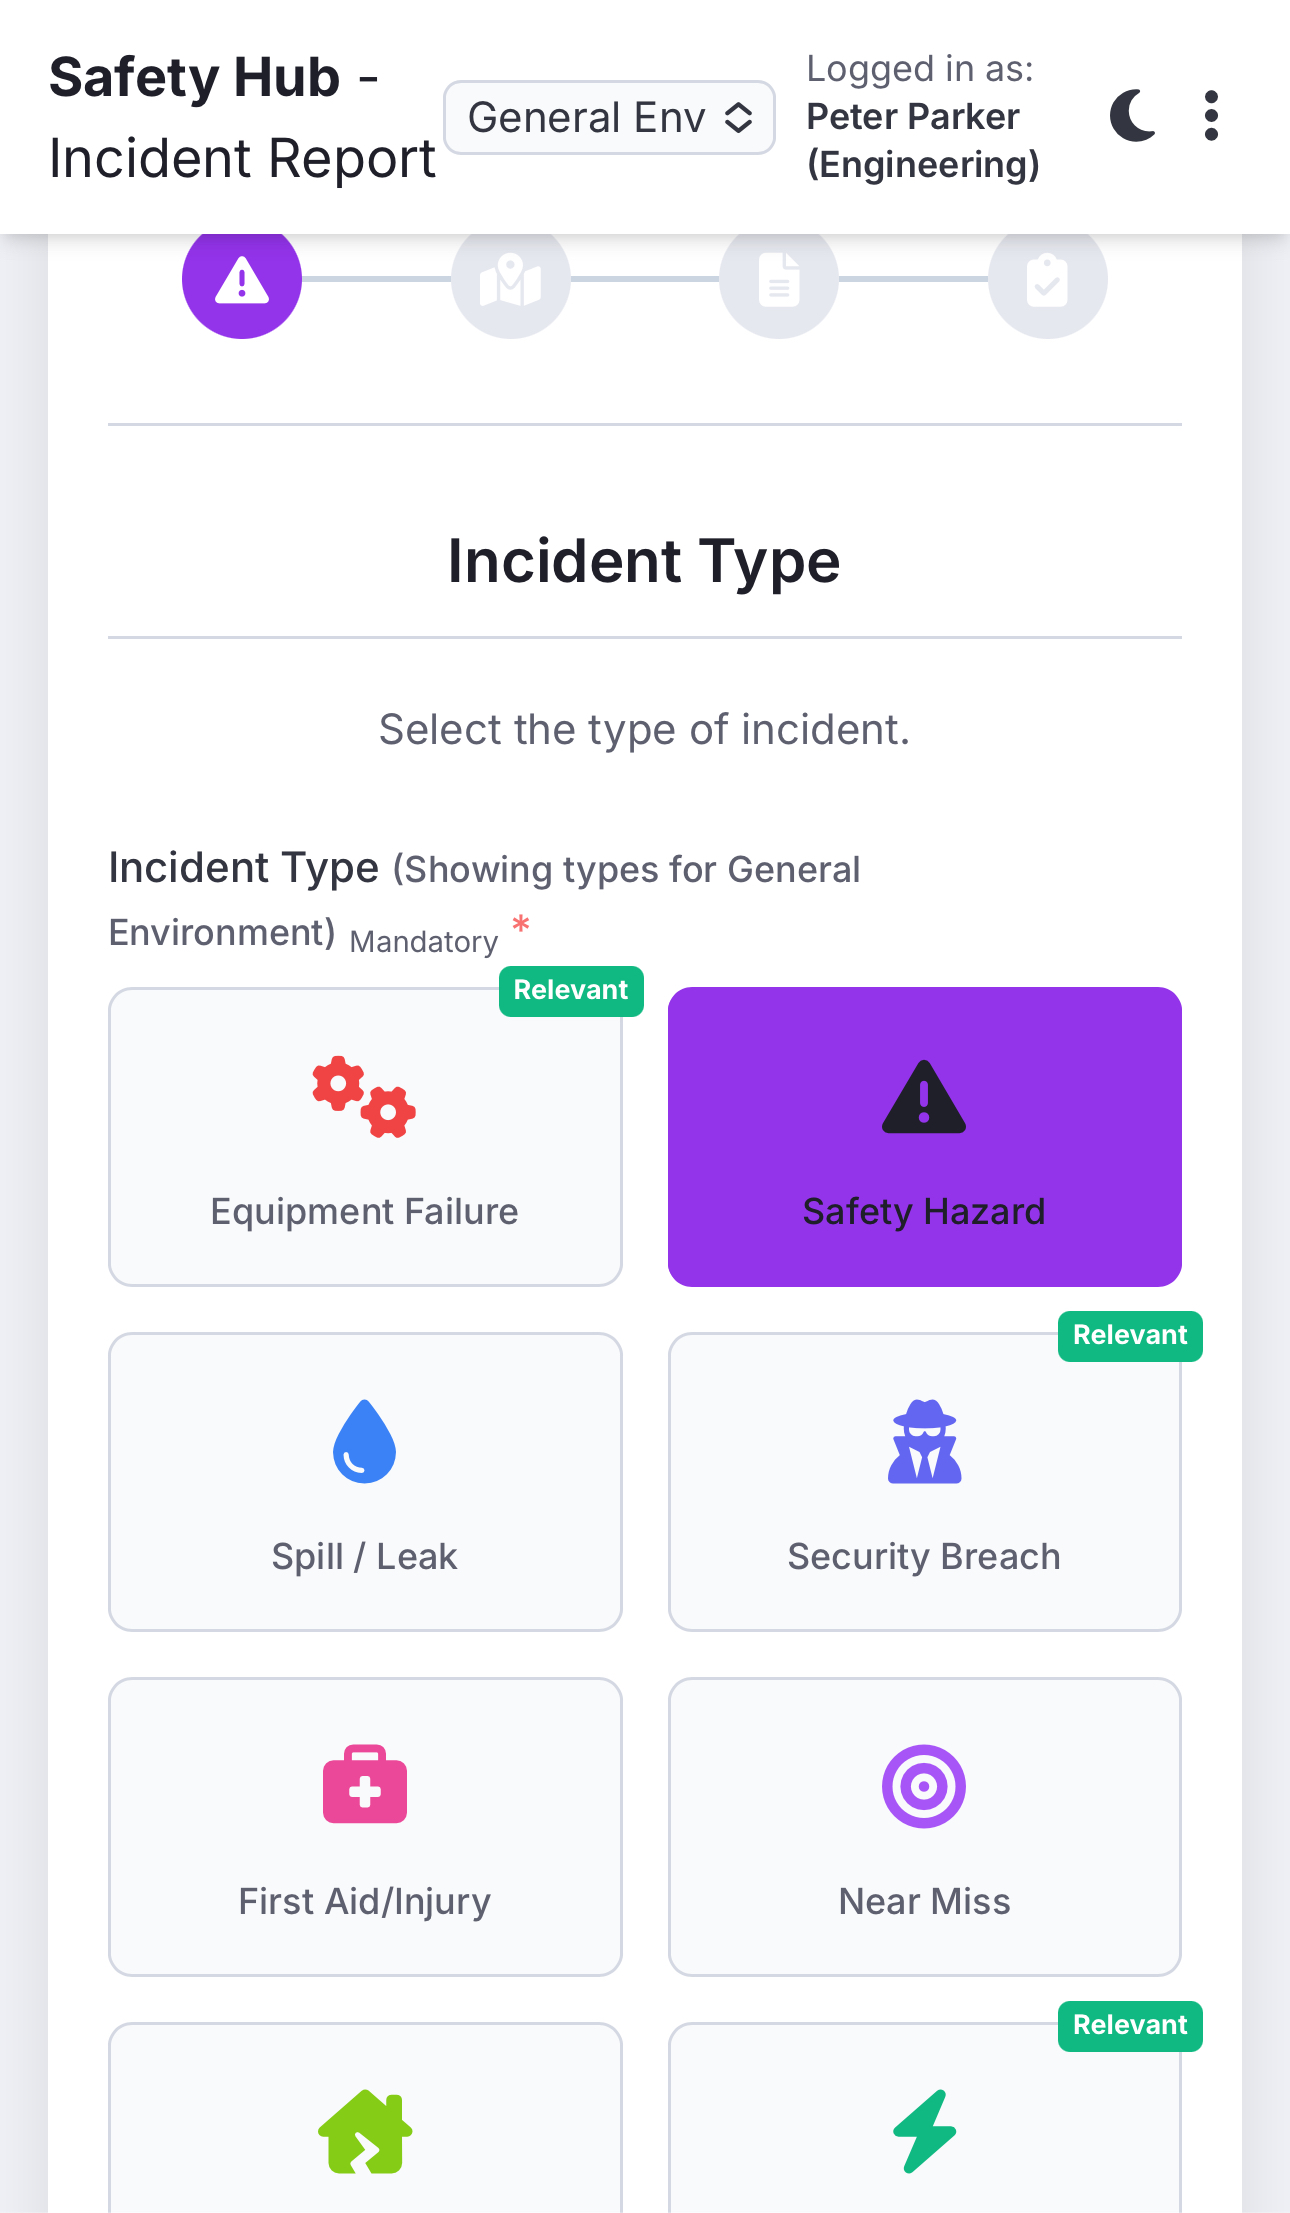 Safety Hub -
Incident Report
General Env
Logged in as:
Peter Parker
(Engineering)
Incident Type
Select the type of incident.
Incident Type (Showing types for General
Environment) Mandatory *
Relevant
Equipment Failure
Safety Hazard
Spill / Leak
Relevant
Security Breach
First Aid/Injury
Near Miss
Relevant